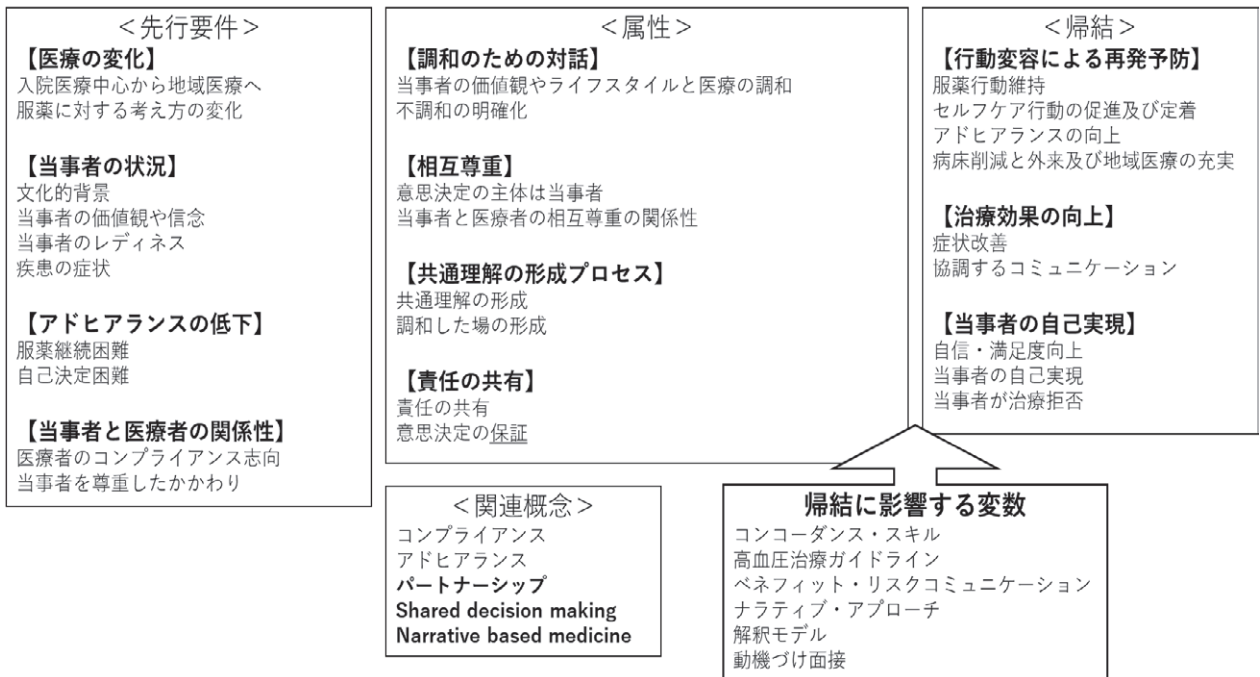 ＜先行要件＞
【医療の変化】
入院医療中心から地域医療へ
服薬に対する考え方の変化
【当事者の状況】
文化的背景
当事者の価値観や信念
当事者のレディネス
疾患の症状
【アドヒアランスの低下】
服薬継続困難
自己決定困難
【当事者と医療者の関係性】
医療者のコンプライアンス志向
当事者を尊重したかかわり
＜属性＞
【調和のための対話】
当事者の価値観やライフスタイルと医療の調和
不調和の明確化
【相互尊重】
意思決定の主体は当事者
当事者と医療者の相互尊重の関係性
【共通理解の形成プロセス】
共通理解の形成
調和した場の形成
【責任の共有】
責任の共有
意思決定の保証
＜帰結＞
【行動変容による再発予防】
服薬行動維持
セルフケア行動の促進及び定着
アドヒアランスの向上
病床削減と外来及び地域医療の充実
【治療効果の向上】
症状改善
協調するコミュニケーション
【当事者の自己実現】
自信・満足度向上
当事者の自己実現
当事者が治療拒否
＜関連概念＞
コンプライアンス
アドヒアランス
パートナーシップ
Shared decision making
Narrative based medicine
帰結に影響する変数
コンコーダンス・スキル
高血圧治療ガイドライン
ベネフィット・リスクコミュニケーション
ナラティブ・アプローチ
解釈モデル
動機づけ面接